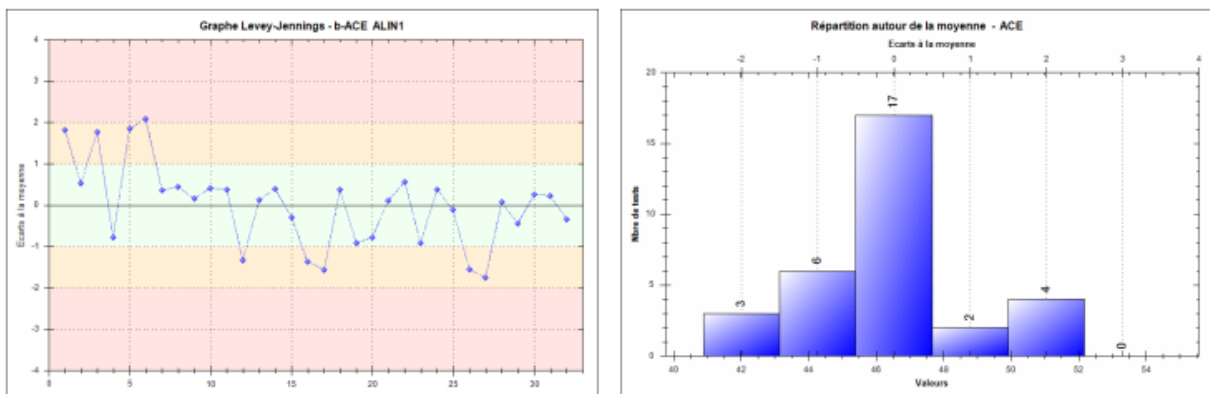 Graphe Levey-Jennings - b-ACE ALIN1
4
3
2
1
0
-1
-2
-3
-4
Ecarts à la moyenne
0 5 10 15 20 25 30
Répartition autour de la moyenne - ACE
Ecarts à la moyenne
-2 -1 0 1 2 3 4
20
15
10
5
0
Nbre de tests
3
6
17
2
4
0
40 42 44 46 48 50 52 54
Valeurs